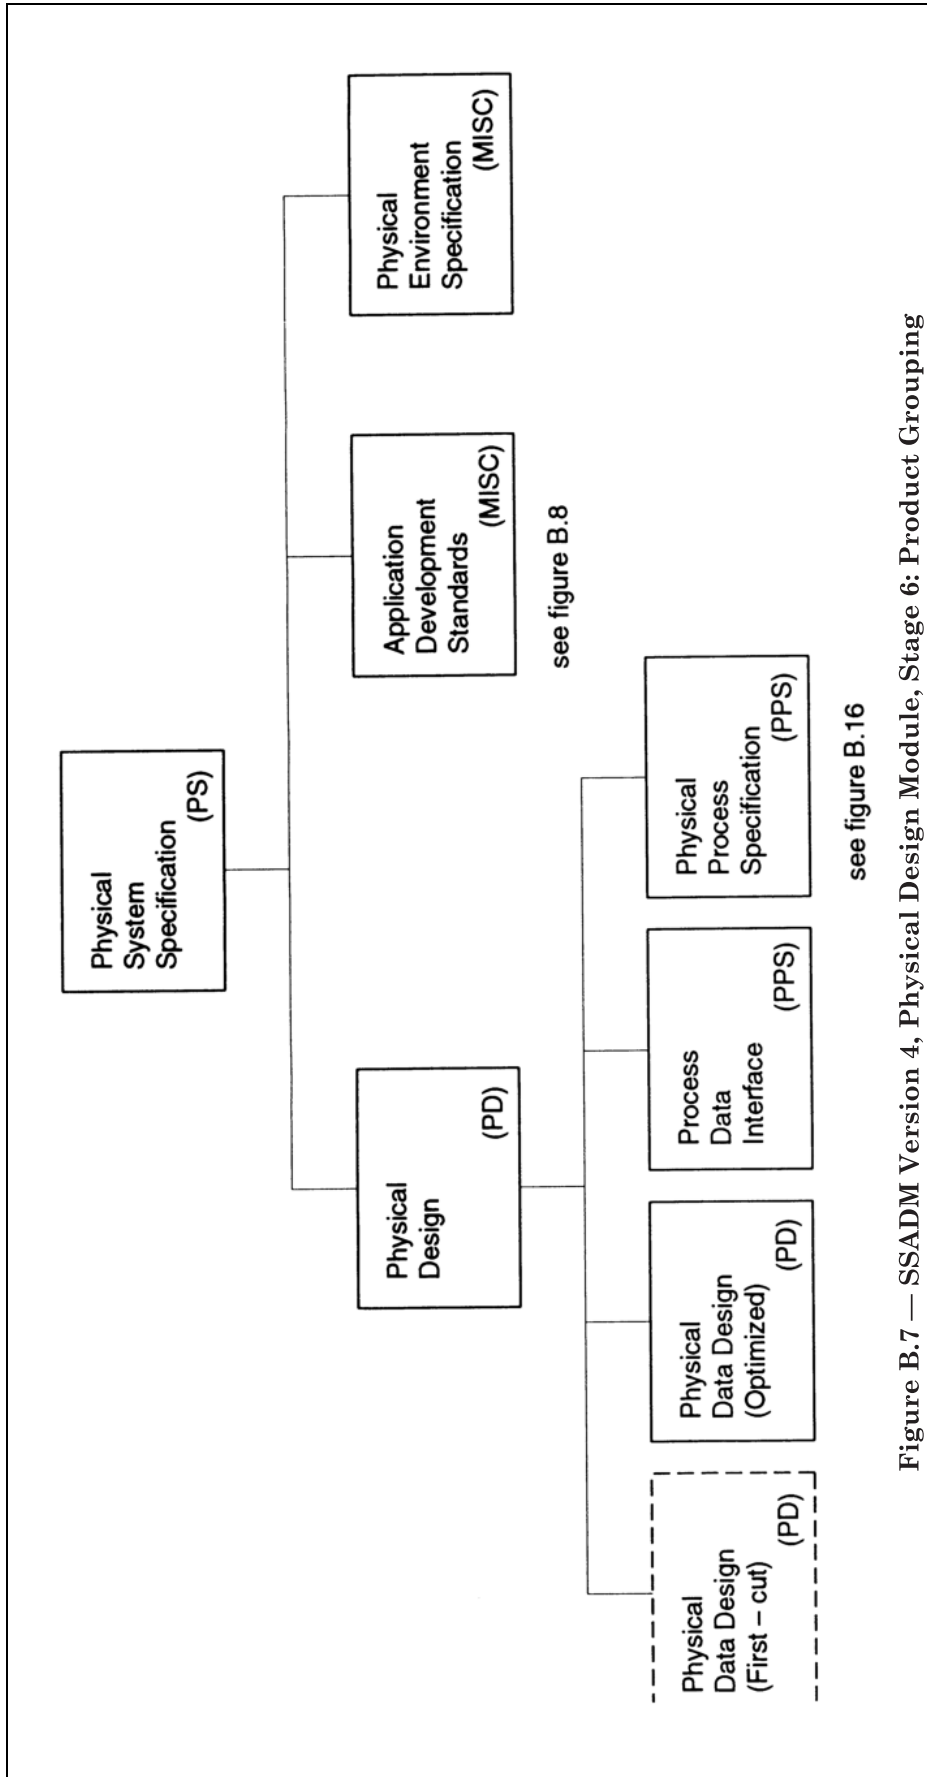 Physical
System
Specification
(PS)
Physical
Design
(PD)
Application
Development
Standards
(MISC)
see figure B.8
Physical
Environment
Specification
(MISC)
Physical
Data Design
(First – cut)
(PD)
Physical
Data Design
(Optimized)
(PD)
Process
Data
Interface
(PPS)
Physical
Process
Specification
(PPS)
see figure B.16
Figure B.7 — SSADM Version 4, Physical Design Module, Stage 6: Product Grouping